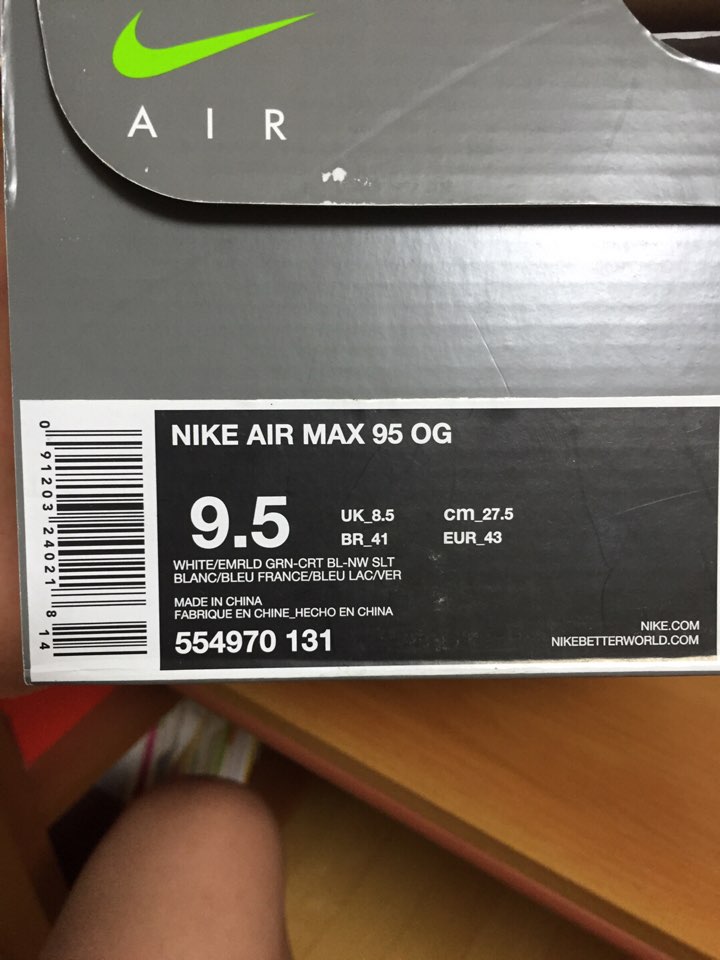 AIR
NIKE AIR MAX 95 OG
9.5
UK_8.5 cm_27.5
BR_41 EUR_43
WHITE/EMRLD GRN-CRT BL-NW SLT
BLANC/BLEU FRANCE/BLEU LAC/VER
MADE IN CHINA
FABRIQUE EN CHINE_HECHO EN CHINA
554970 131
NIKE.COM
NIKEBETTERWORLD.COM
0 91203 24021 8 14